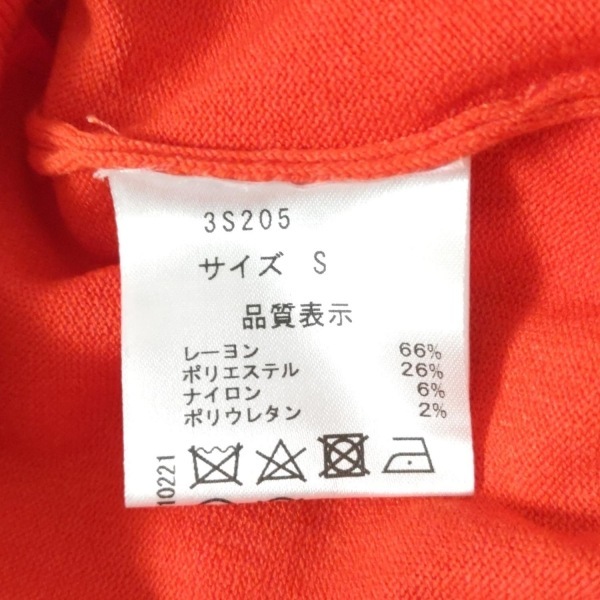 3S205
サイズ S
品質表示
レーヨン 66%
ポリエステル 26%
ナイロン 6%
ポリウレタン 2%
10221